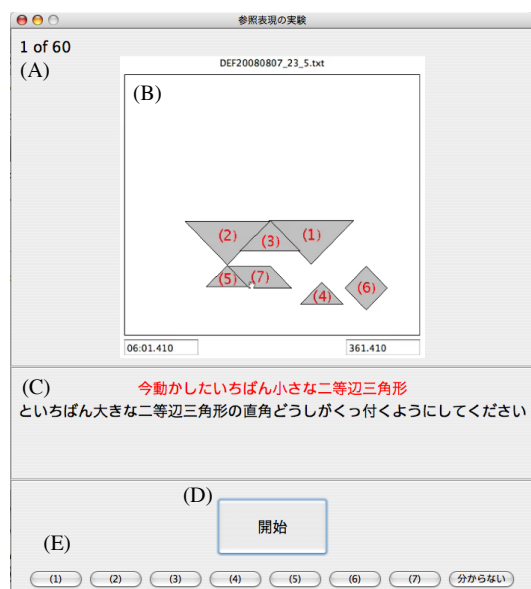 参照表現の実験
1 of 60
(A)
DEF20080807_23_5.txt
(B)
(2)
(3)
(1)
(5)
(7)
(4)
(6)
06:01.410
361.410
(C)
今動かしたいちばん小さな二等辺三角形
といちばん大きな二等辺三角形の直角どうしがくっ付くようにしてください
(D)
開始
(E)
(1) (2) (3) (4) (5) (6) (7) 分からない